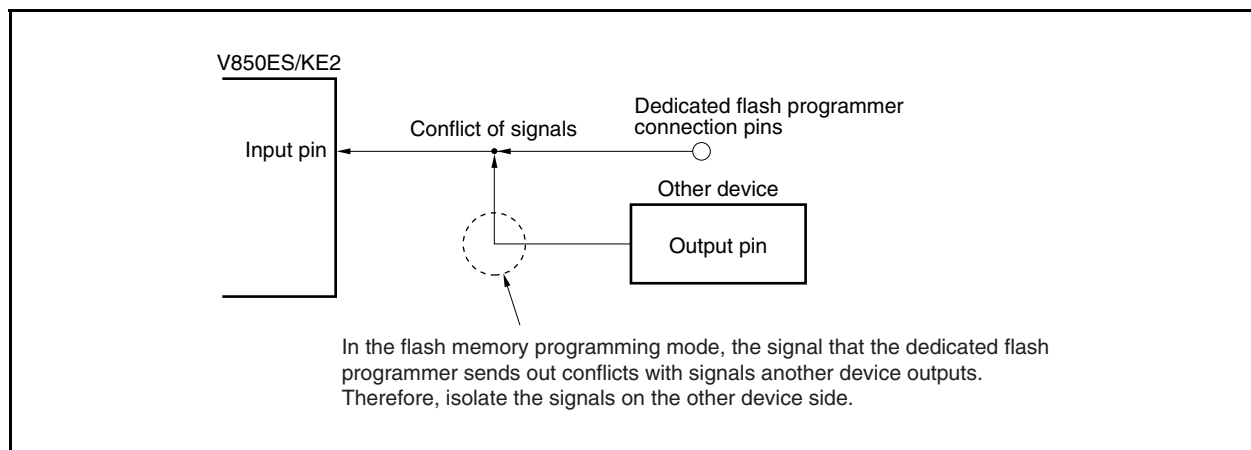 V850ES/KE2
Dedicated flash programmer
connection pins
Conflict of signals
Input pin
Other device
Output pin
In the flash memory programming mode, the signal that the dedicated flash
programmer sends out conflicts with signals another device outputs.
Therefore, isolate the signals on the other device side.